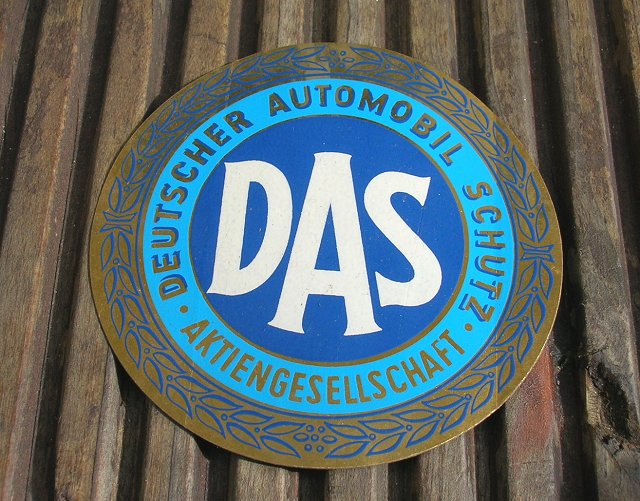 DEUTSCHER AUTOMOBIL SCHUTZ
DAS
· AKTIENGESELLSCHAFT ·